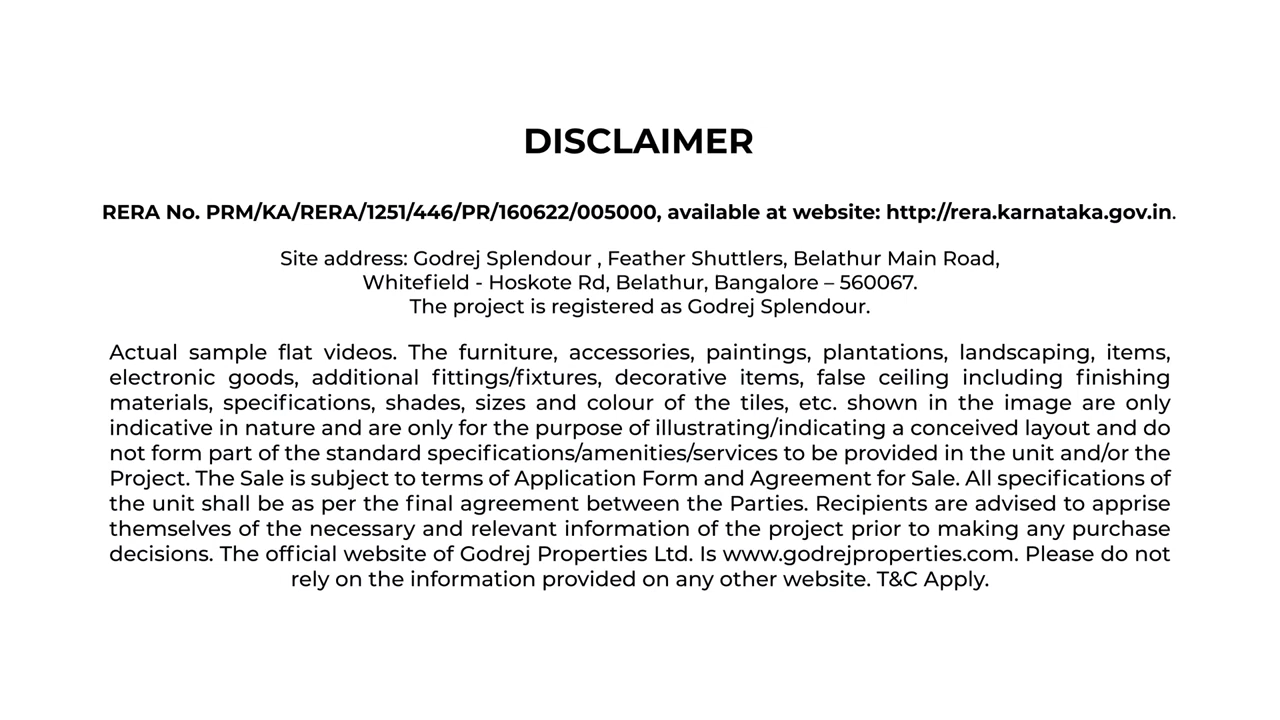 DISCLAIMER
RERA No. PRM/KA/RERA/1251/446/PR/160622/005000, available at website: http://rera.karnataka.gov.in.
Site address: Godrej Splendour , Feather Shuttlers, Belathur Main Road,
Whitefield - Hoskote Rd, Belathur, Bangalore – 560067.
The project is registered as Godrej Splendour.
Actual sample flat videos. The furniture, accessories, paintings, plantations, landscaping, items,
electronic goods, additional fittings/fixtures, decorative items, false ceiling including finishing
materials, specifications, shades, sizes and colour of the tiles, etc. shown in the image are only
indicative in nature and are only for the purpose of illustrating/indicating a conceived layout and do
not form part of the standard specifications/amenities/services to be provided in the unit and/or the
Project. The Sale is subject to terms of Application Form and Agreement for Sale. All specifications of
the unit shall be as per the final agreement between the Parties. Recipients are advised to apprise
themselves of the necessary and relevant information of the project prior to making any purchase
decisions. The official website of Godrej Properties Ltd. Is www.godrejproperties.com. Please do not
rely on the information provided on any other website. T&C Apply.